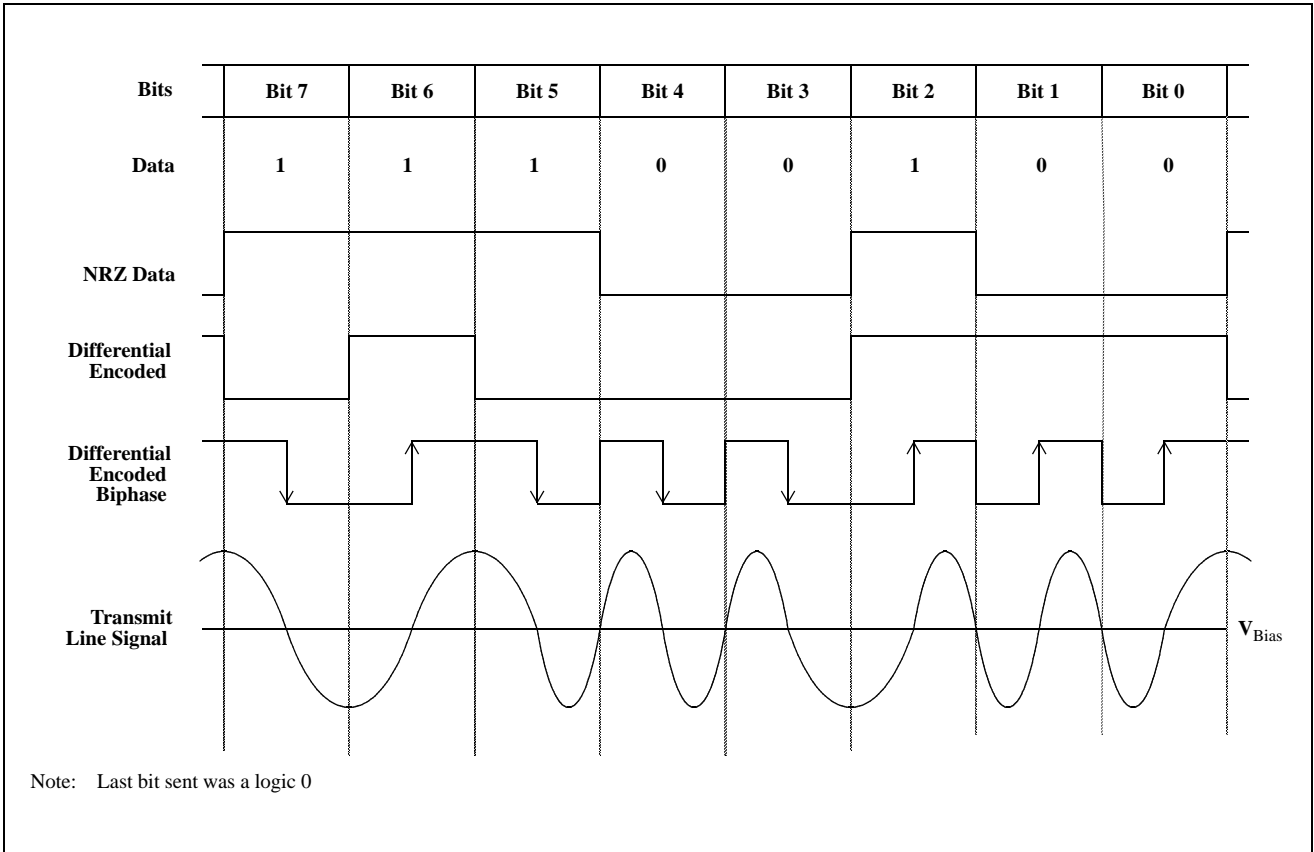 Bits Bit 7 Bit 6 Bit 5 Bit 4 Bit 3 Bit 2 Bit 1 Bit 0
Data 1 1 1 0 0 1 0 0
NRZ Data
Differential
Encoded
Differential
Encoded
Biphase
Transmit
Line Signal
VBias
Note: Last bit sent was a logic 0